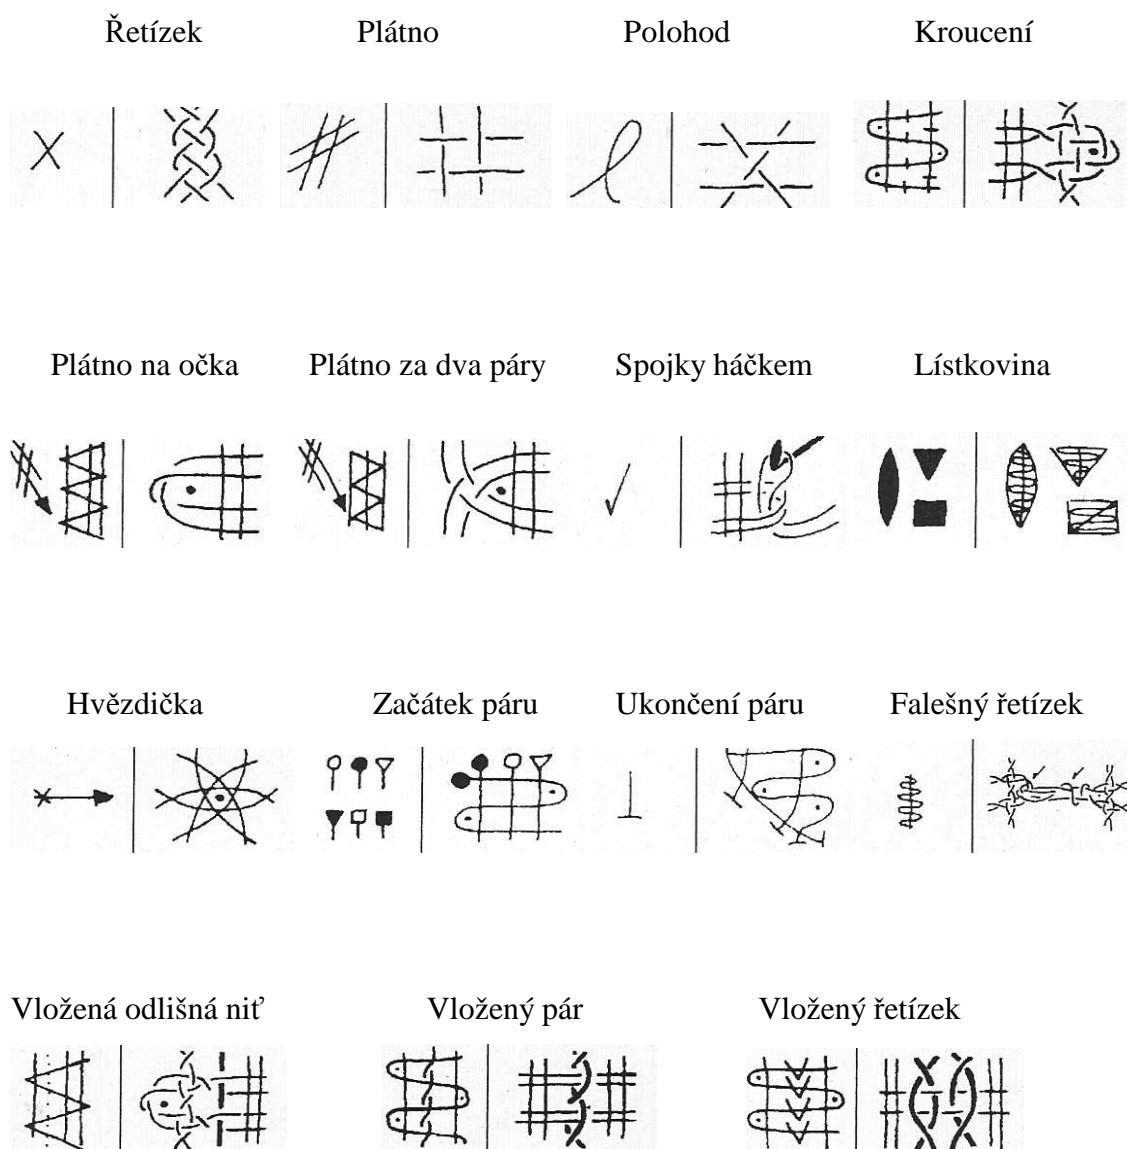 Řetízek Plátno Polohod Kroucení
Plátno na očka Plátno za dva páry Spojky háčkem Lístkovina
Hvězdička Začátek páru Ukončení páru Falešný řetízek
Vložená odlišná niť Vložený pár Vložený řetízek